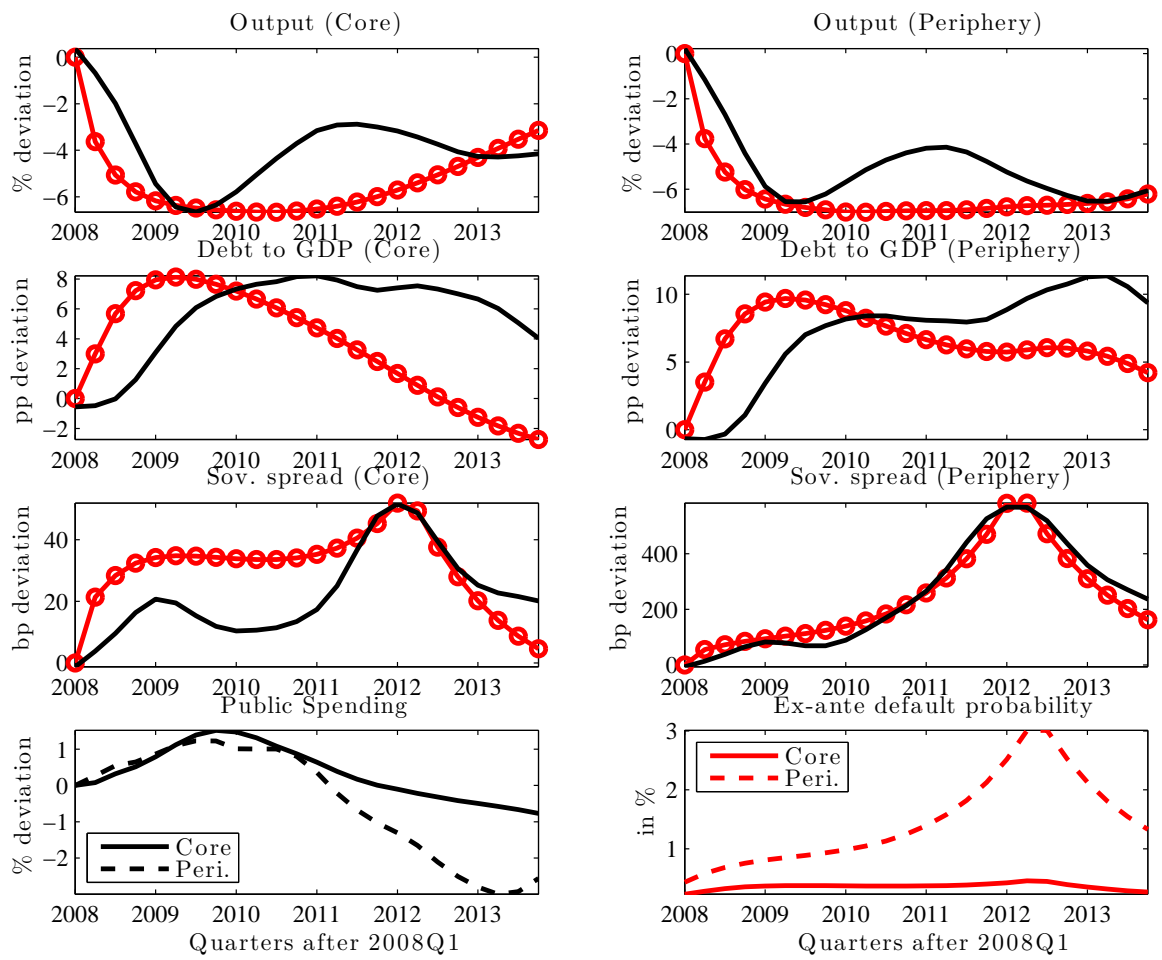 Output (Core)
% deviation
0
−2
−4
−6
2008 2009 2010 2011 2012 2013
Output (Periphery)
% deviation
0
−2
−4
−6
2008 2009 2010 2011 2012 2013
Debt to GDP (Core)
pp deviation
8
6
4
2
0
−2
2008 2009 2010 2011 2012 2013
Debt to GDP (Periphery)
pp deviation
10
5
0
2008 2009 2010 2011 2012 2013
Sov. spread (Core)
bp deviation
40
20
0
2008 2009 2010 2011 2012 2013
Sov. spread (Periphery)
bp deviation
400
200
0
2008 2009 2010 2011 2012 2013
Public Spending
% deviation
1
0
−1
−2
Core
Peri.
2008 2009 2010 2011 2012 2013
Quarters after 2008Q1
Ex-ante default probability
in %
3
2
1
Core
Peri.
2008 2009 2010 2011 2012 2013
Quarters after 2008Q1